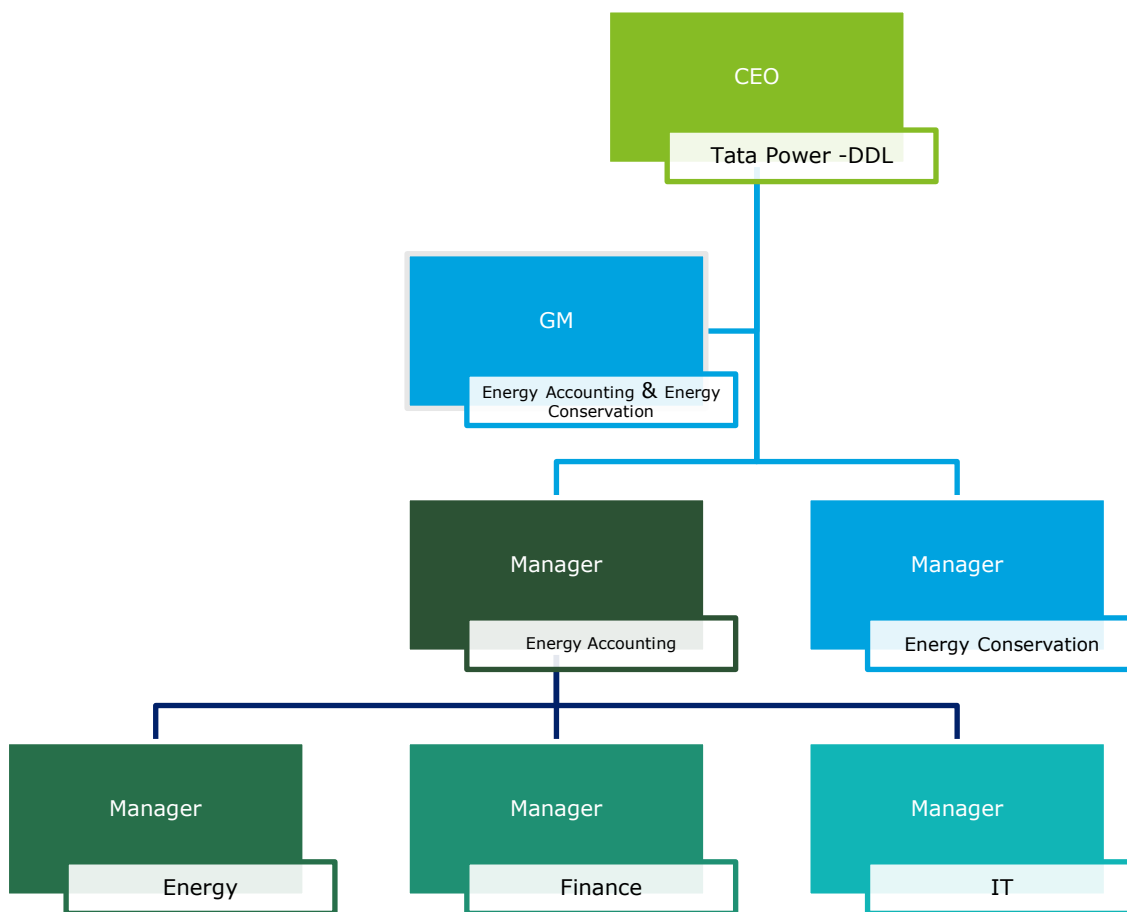 CEO
Tata Power -DDL
GM
Energy Accounting & Energy
Conservation
Manager
Energy Accounting
Manager
Energy Conservation
Manager
Energy
Manager
Finance
Manager
IT